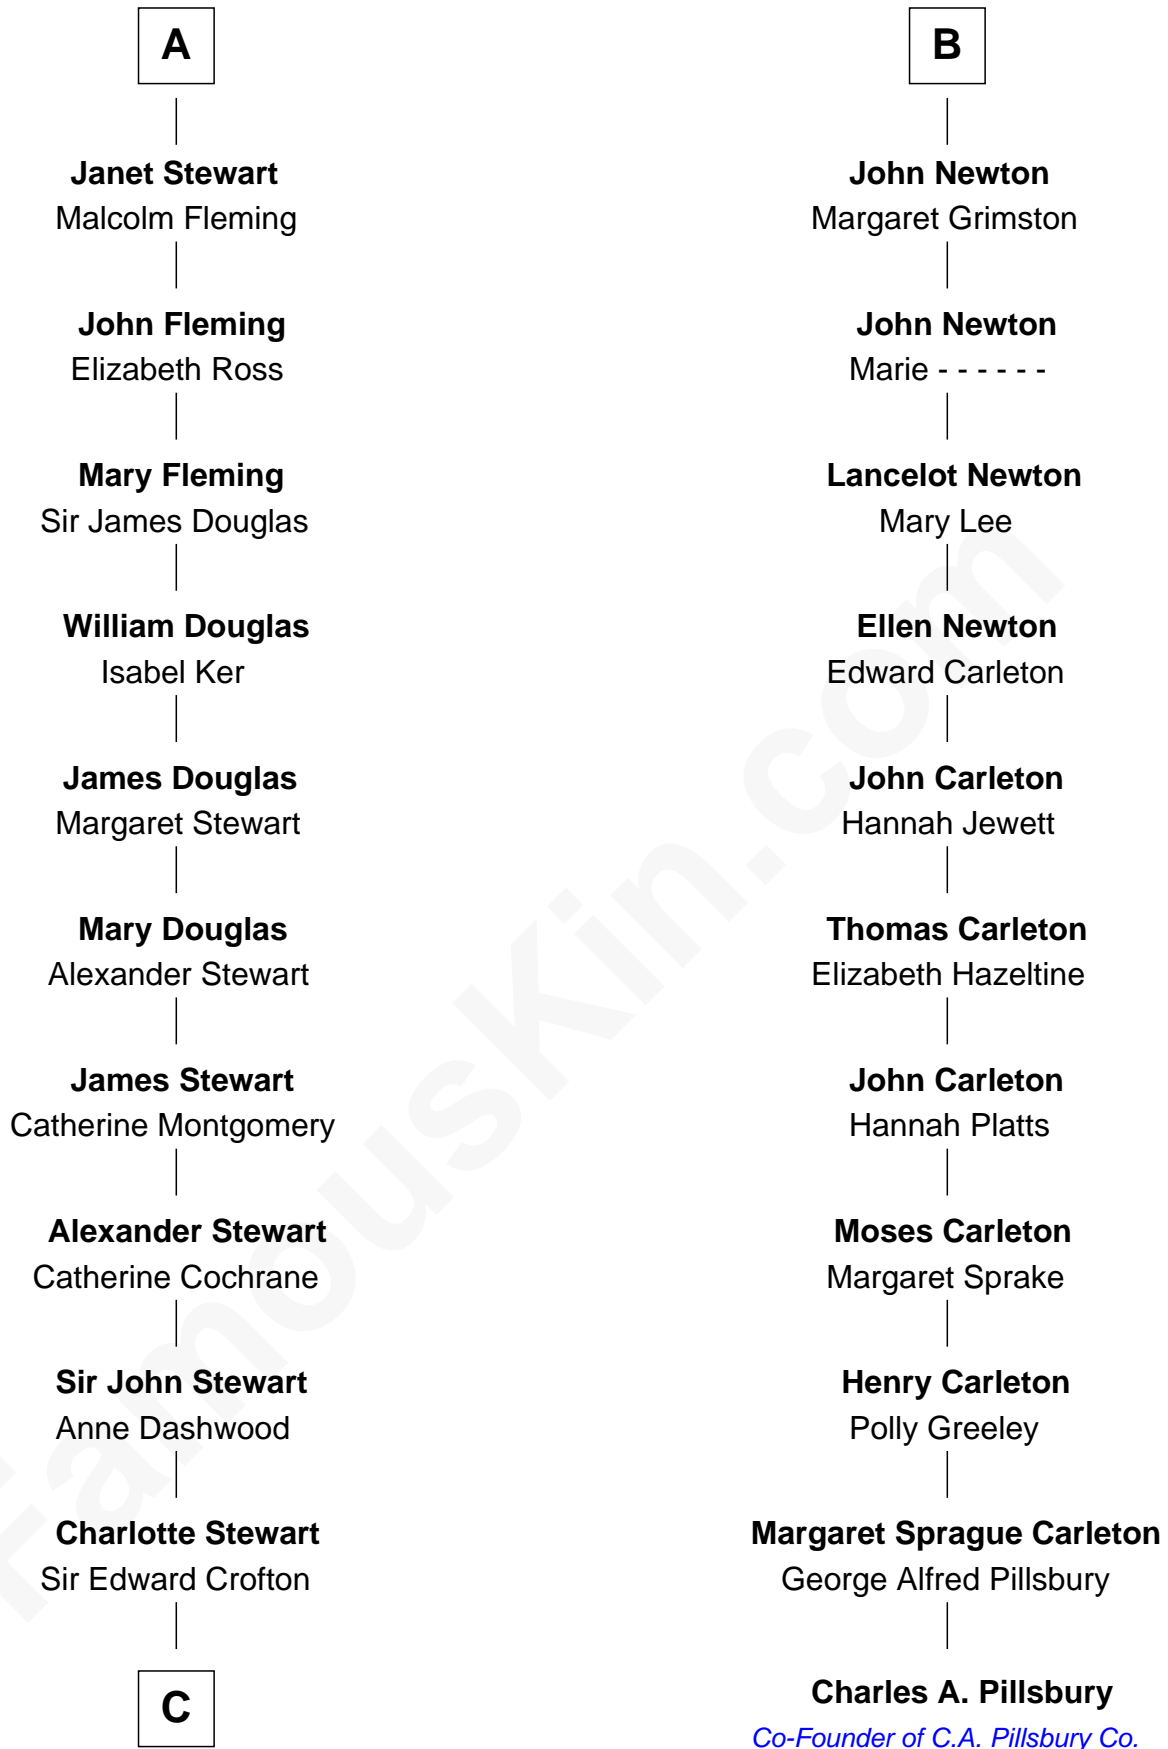 A
Janet Stewart
Malcolm Fleming
John Fleming
Elizabeth Ross
Mary Fleming
Sir James Douglas
William Douglas
Isabel Ker
James Douglas
Margaret Stewart
Mary Douglas
Alexander Stewart
James Stewart
Catherine Montgomery
Alexander Stewart
Catherine Cochrane
Sir John Stewart
Anne Dashwood
Charlotte Stewart
Sir Edward Crofton
C
B
John Newton
Margaret Grimston
John Newton
Marie - - - - - -
Lancelot Newton
Mary Lee
Ellen Newton
Edward Carleton
John Carleton
Hannah Jewett
Thomas Carleton
Elizabeth Hazeltine
John Carleton
Hannah Platts
Moses Carleton
Margaret Sprake
Henry Carleton
Polly Greeley
Margaret Sprague Carleton
George Alfred Pillsbury
Charles A. Pillsbury
Co-Founder of C.A. Pillsbury Co.
FamousKin.com